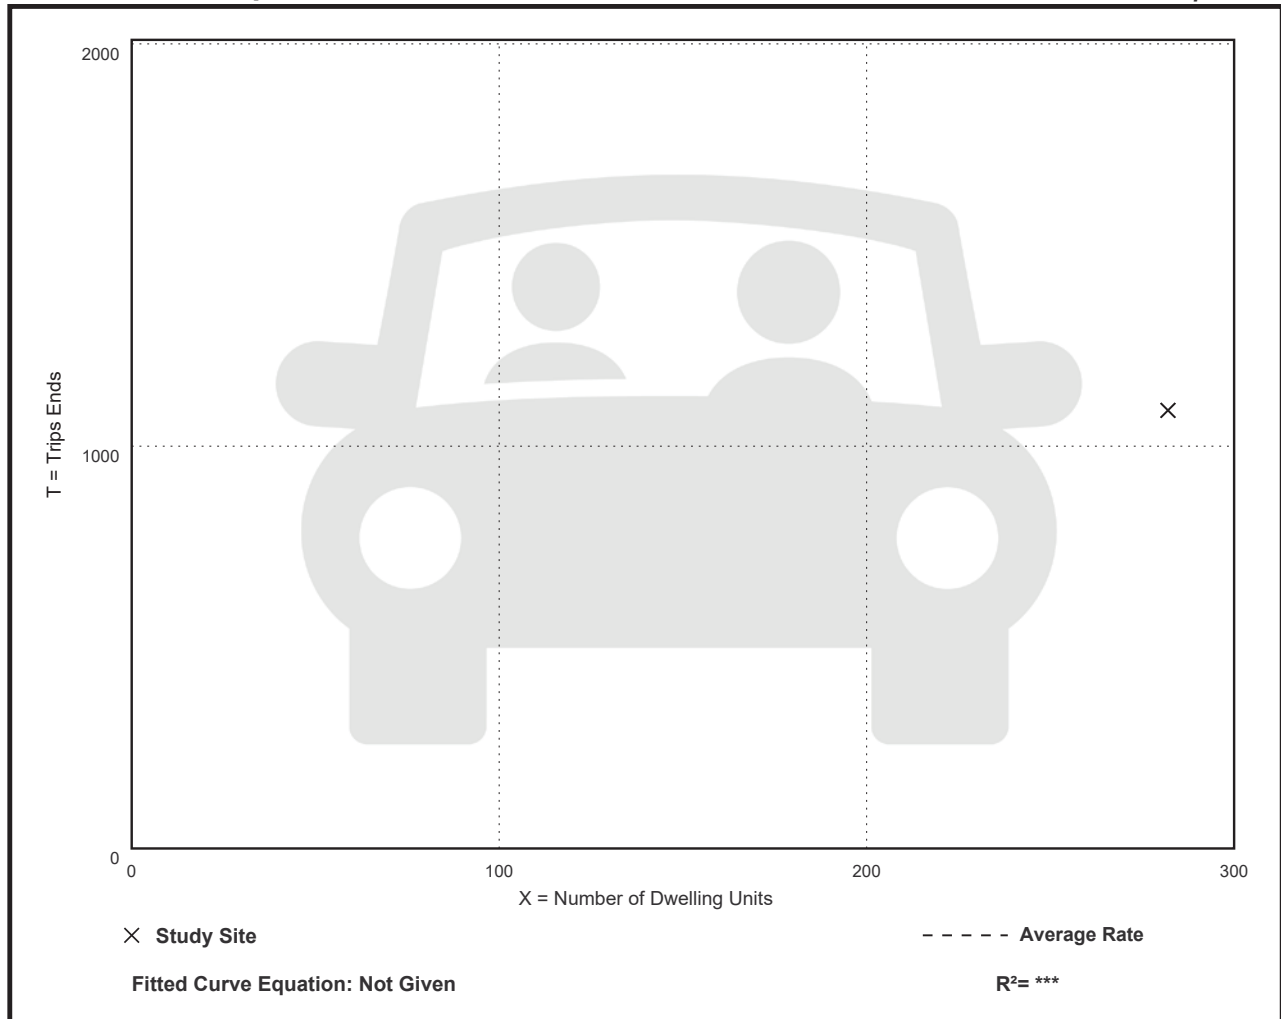 2000
1000
0
T = Trips Ends
0 100 200 300
X = Number of Dwelling Units
Study Site
Average Rate
Fitted Curve Equation: Not Given
R²= ***